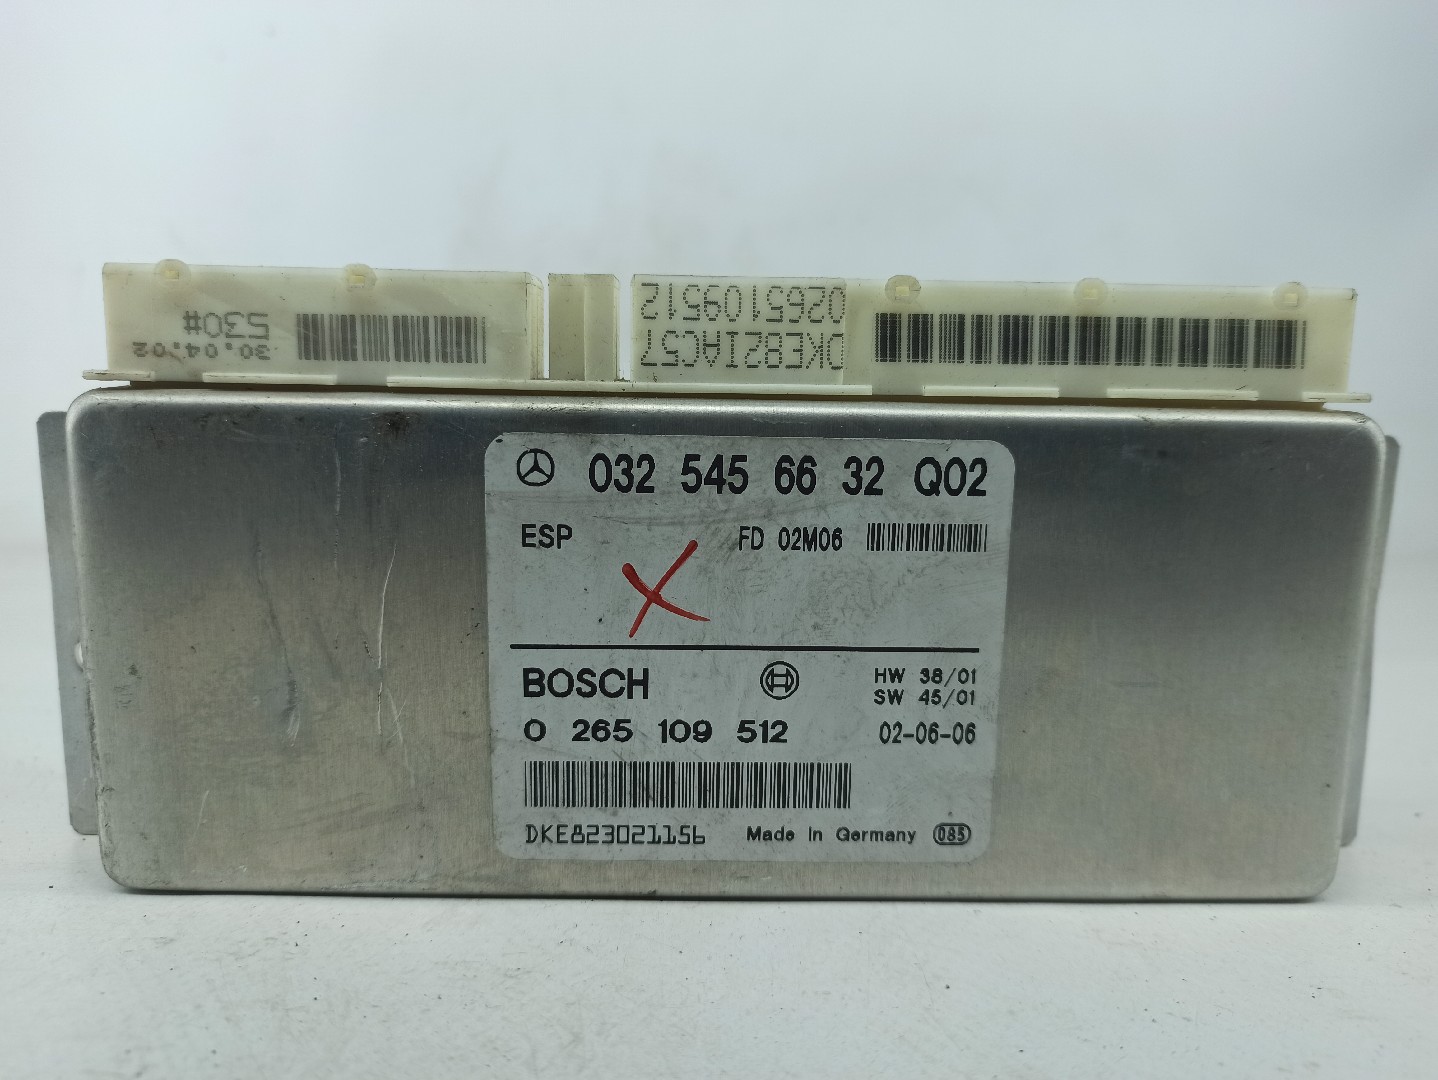 530#
30.04.02
0265109512
DKE82IAC57
032 545 66 32 Q02
ESP FD 02M06
BOSCH HW 38/01
SW 45/01
0 265 109 512 02-06-06
DKE823021156 Made in Germany 085